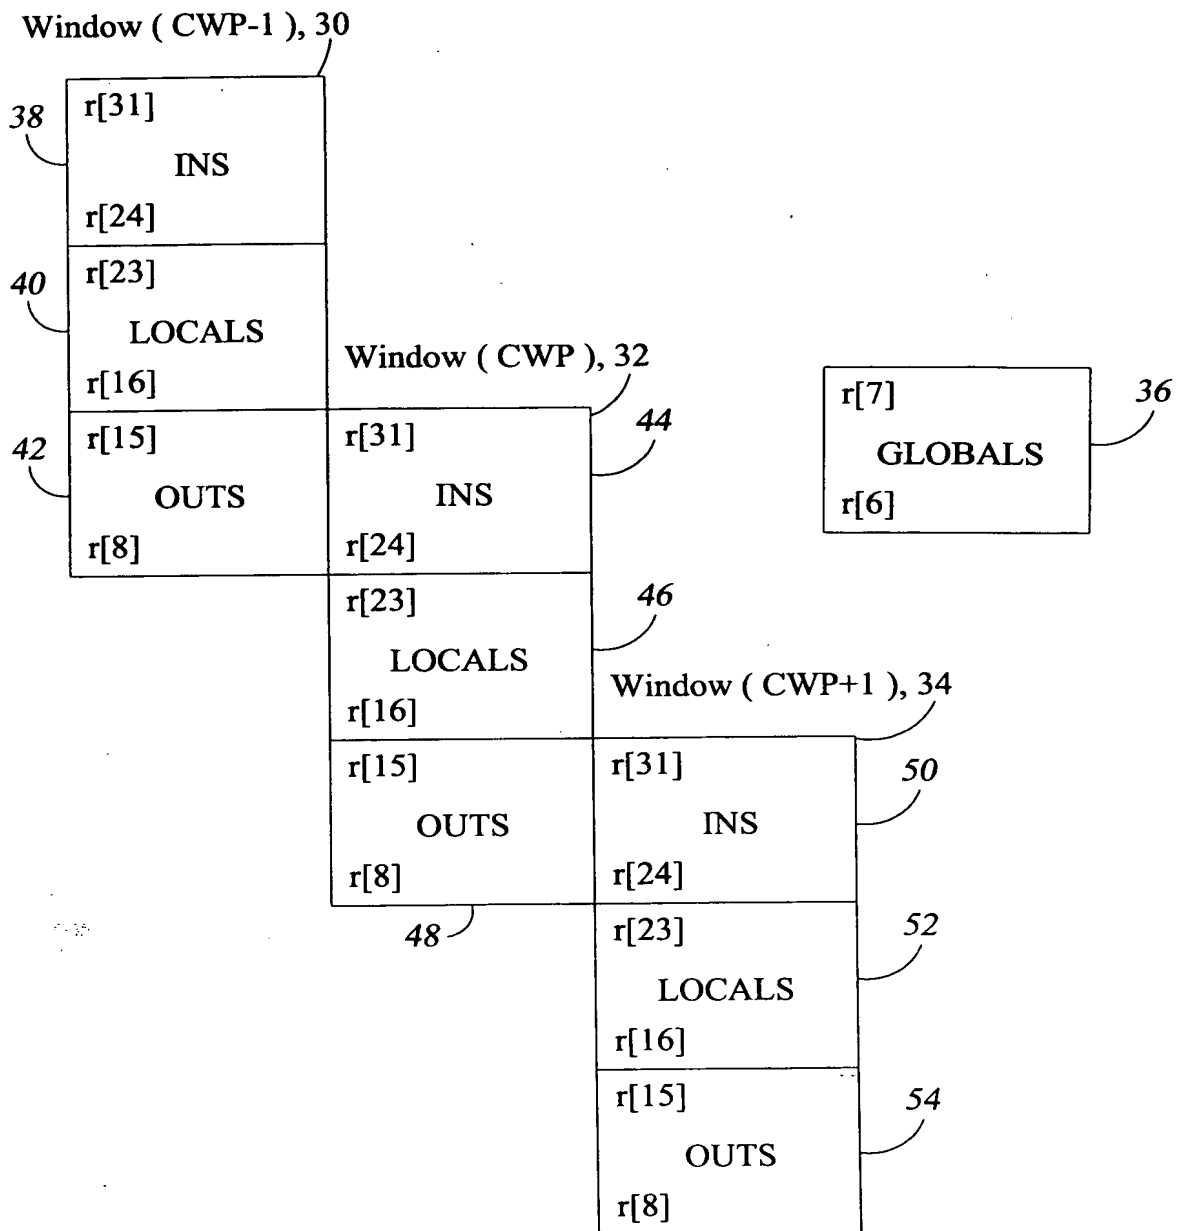 Window ( CWP-1 ), 30
r[31]
38
INS
r[24]
r[23]
40
LOCALS
r[16]
Window ( CWP ), 32
r[15]
42
OUTS
r[8]
r[31]
44
INS
r[24]
r[7]
36
GLOBALS
r[6]
r[23]
46
LOCALS
r[16]
Window ( CWP+1 ), 34
r[15]
OUTS
r[8]
48
r[31]
50
INS
r[24]
r[23]
52
LOCALS
r[16]
r[15]
54
OUTS
r[8]